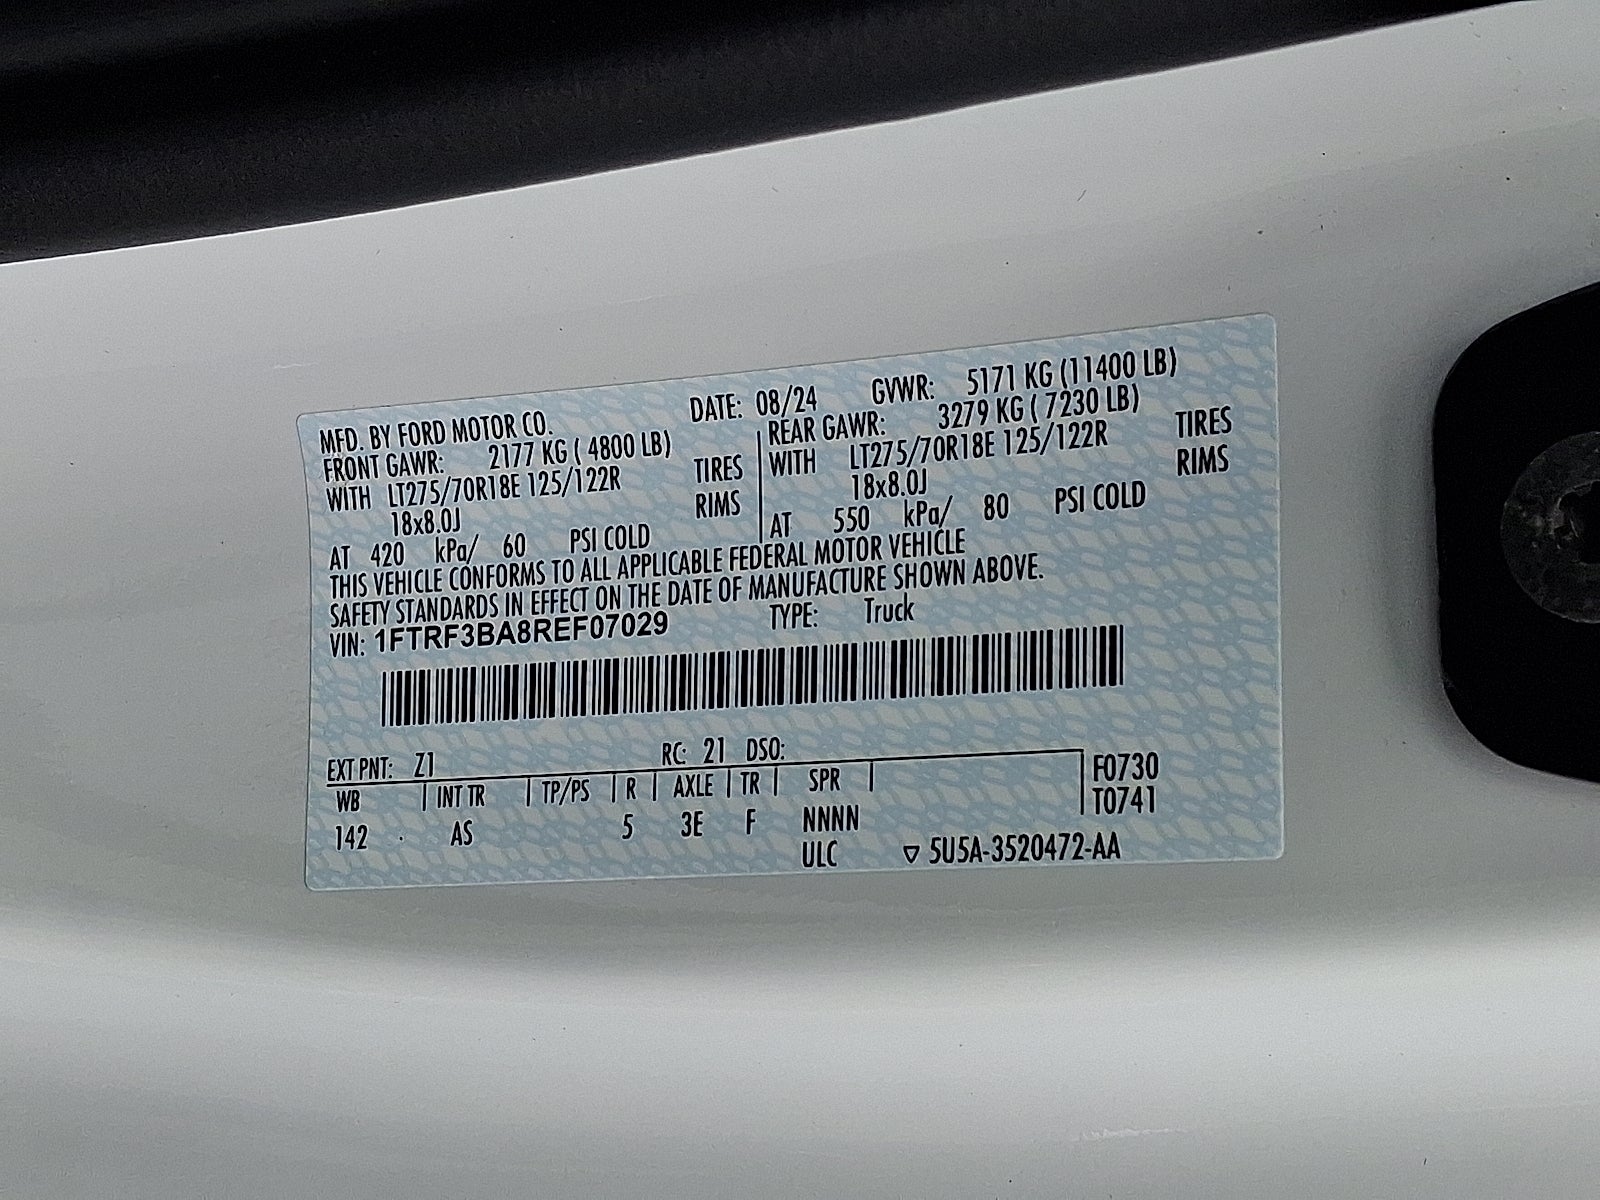 MFD. BY FORD MOTOR CO. DATE: 08/24 GVWR: 5171 KG (11400 LB)
FRONT GAWR: 2177 KG ( 4800 LB) REAR GAWR: 3279 KG ( 7230 LB)
WITH LT275/70R18E 125/122R TIRES WITH LT275/70R18E 125/122R TIRES
18x8.0J RIMS 18x8.0J RIMS
AT 420 kPa/ 60 PSI COLD AT 550 kPa/ 80 PSI COLD
THIS VEHICLE CONFORMS TO ALL APPLICABLE FEDERAL MOTOR VEHICLE
SAFETY STANDARDS IN EFFECT ON THE DATE OF MANUFACTURE SHOWN ABOVE.
VIN: 1FTRF3BA8REF07029 TYPE: Truck
EXT PNT: Z1 RC: 21 DSO:
WB INT TR TP/PS R AXLE TR SPR F0730
T0741
142 AS 5 3E F NNNN
ULC ▽ 5U5A-3520472-AA